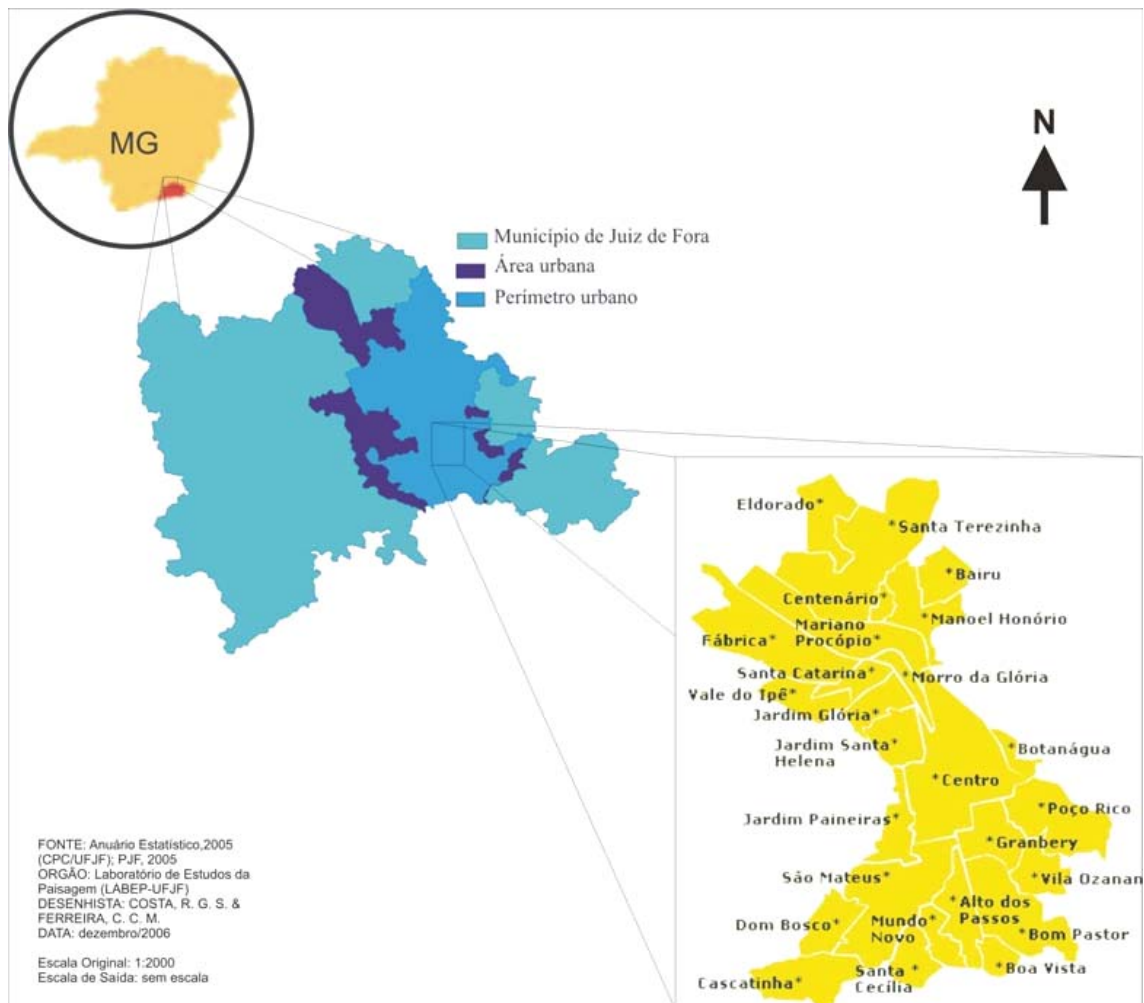 MG
N
Município de Juiz de Fora
Área urbana
Perímetro urbano
Eldorado*
*Santa Terezinha
*Bairu
Centenário*
*Manoel Honório
Mariano
Procópio*
Fábrica*
Santa Catarina*
*Morro da Glória
Vale do Ipê*
Jardim Glória*
Jardim Santa*
Helena
*Botanágua
*Centro
*Poço Rico
Jardim Paineiras*
*Granbery
São Mateus*
*Vila Ozanan
*Alto dos
Passos
Dom Bosco*
Mundo*
Novo
*Bom Pastor
Santa *
Cecília
*Boa Vista
Cascatinha*
FONTE: Anuário Estatístico,2005
(CPC/UFJF); PJF, 2005
ORGÃO: Laboratório de Estudos da
Paisagem (LABEP-UFJF)
DESENHISTA: COSTA, R. G. S. &
FERREIRA, C. C. M.
DATA: dezembro/2006
Escala Original: 1:2000
Escala de Saída: sem escala